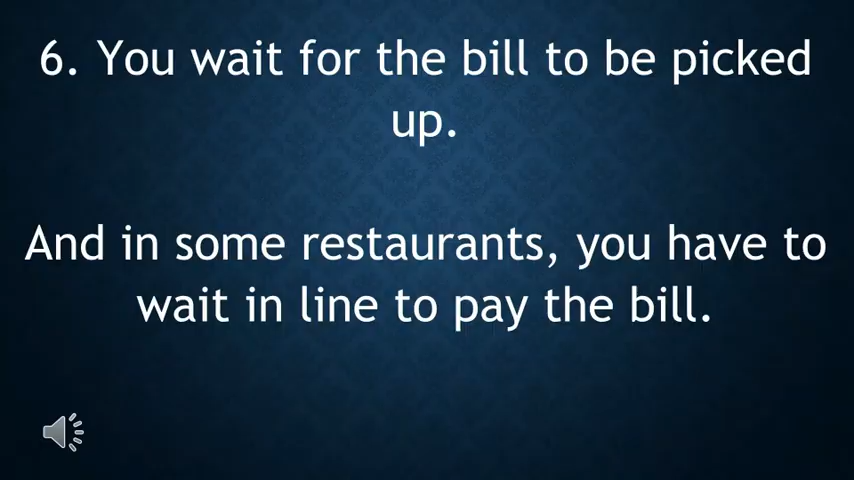 6. You wait for the bill to be picked
up.
And in some restaurants, you have to
wait in line to pay the bill.